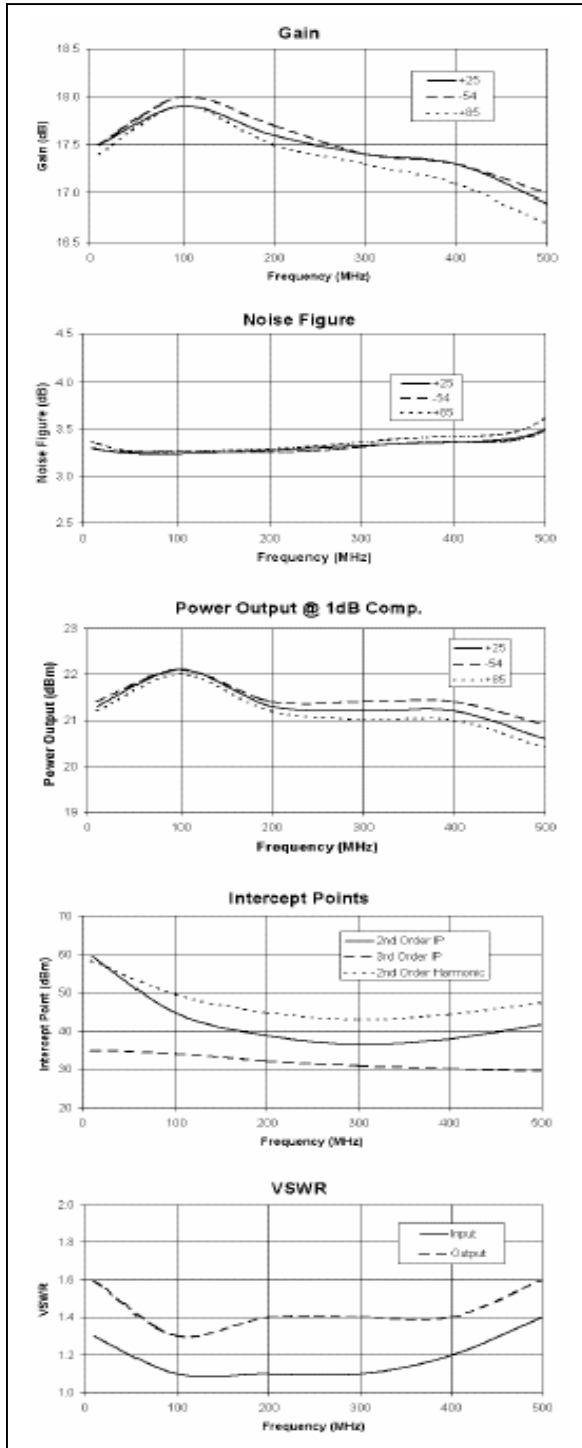 Gain
18.5
18.0
17.5
17.0
16.5
Gain (dB)
+25
-54
+85
0 100 200 300 400 500
Frequency (MHz)
Noise Figure
4.5
4.0
3.5
3.0
2.5
Noise Figure (dB)
+25
-54
+85
0 100 200 300 400 500
Frequency (MHz)
Power Output @ 1dB Comp.
23
22
21
20
19
Power Output (dBm)
+25
-54
+85
0 100 200 300 400 500
Frequency (MHz)
Intercept Points
70
60
50
40
30
20
Intercept Point (dBm)
2nd Order IP
3rd Order IP
2nd Order Harmonic
0 100 200 300 400 500
Frequency (MHz)
VSWR
2.0
1.8
1.6
1.4
1.2
1.0
VSWR
Input
Output
0 100 200 300 400 500
Frequency (MHz)